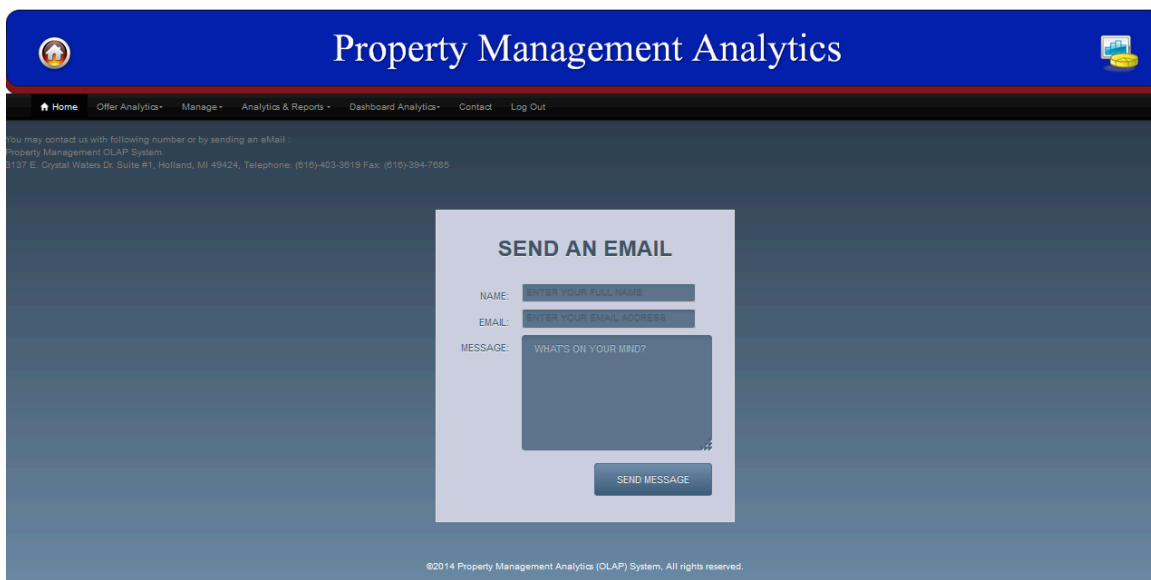 Property Management Analytics
Home Offer Analytics Manage Analytics & Reports Dashboard Analytics Contact Log Out
You may contact us with following number or by sending an eMail :
Property Management OLAP System.
3137 E. Crystal Waters Dr. Suite #1, Holland, MI 49424, Telephone: (616)-403-3619 Fax: (616)-394-7685
SEND AN EMAIL
NAME: ENTER YOUR FULL NAME
EMAIL: ENTER YOUR EMAIL ADDRESS
MESSAGE: WHAT'S ON YOUR MIND?
SEND MESSAGE
©2014 Property Management Analytics (OLAP) System, All rights reserved.